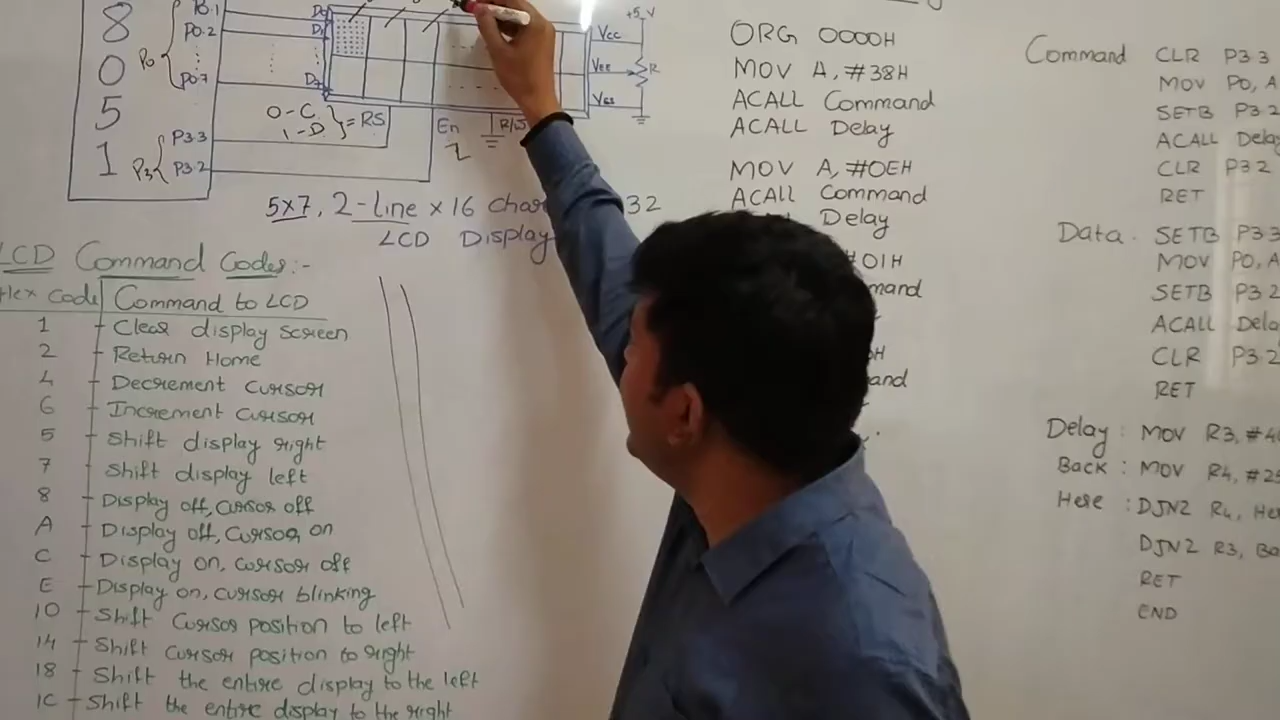 8
0
5
1
P0
P0.1
P0.2
P0.7
P3
P3.3
P3.2
D0
D1
D7
0-C
1-D } = RS
En
R/W
+5 V
Vcc
VEE
R
Vss
5x7, 2-line x 16 Char 32
LCD Display
LCD Command Codes:-
Hex Code Command to LCD
1 - Clear display screen
2 - Return Home
4 - Decrement cursor
6 - Increment cursor
5 - Shift display right
7 - Shift display left
8 - Display off, cursor off
A - Display off, cursor on
C - Display on, cursor off
E - Display on, cursor blinking
10 - Shift cursor position to left
14 - Shift cursor position to right
18 - Shift the entire display to the left
1C - Shift the entire display to the right
ORG 0000H
MOV A, #38H
ACALL Command
ACALL Delay
MOV A, #0EH
ACALL Command
Delay
#01H
mand
H
and
Command CLR P3.3
MOV P0, A
SETB P3.2
ACALL Delay
CLR P3.2
RET
Data. SETB P3.3
MOV P0, A
SETB P3.2
ACALL Dela
CLR P3.2
RET
Delay: MOV R3, #4
Back: MOV R4, #25
Here: DJNZ R4, He
DJNZ R3, Ba
RET
END